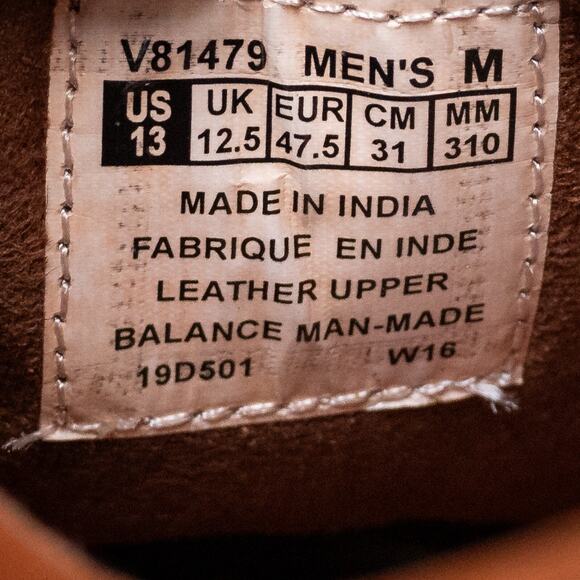 V81479 MEN'S M
US UK EUR CM MM
13 12.5 47.5 31 310
MADE IN INDIA
FABRIQUE EN INDE
LEATHER UPPER
BALANCE MAN-MADE
19D501 W16